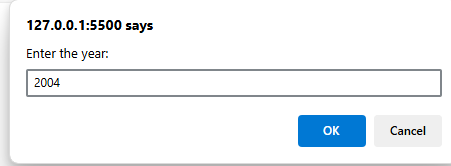 127.0.0.1:5500 says
Enter the year:
2004
OK Cancel